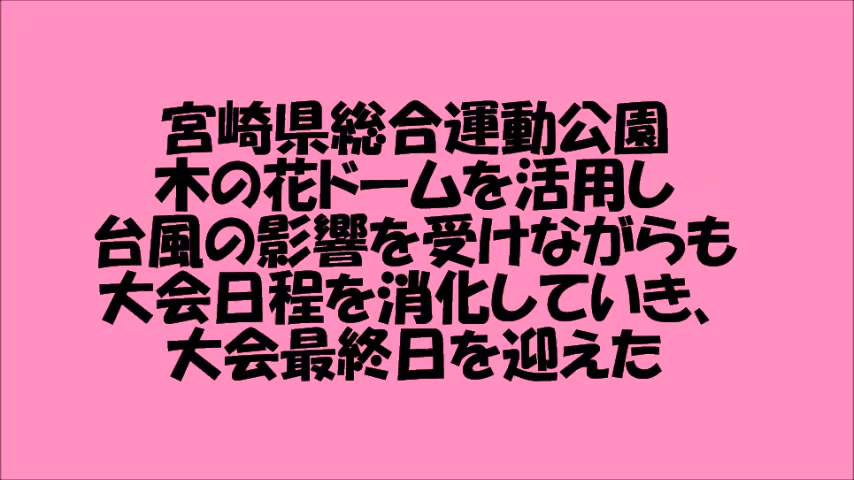 宮崎県総合運動公園
木の花ドームを活用し
台風の影響を受けながらも
大会日程を消化していき、
大会最終日を迎えた